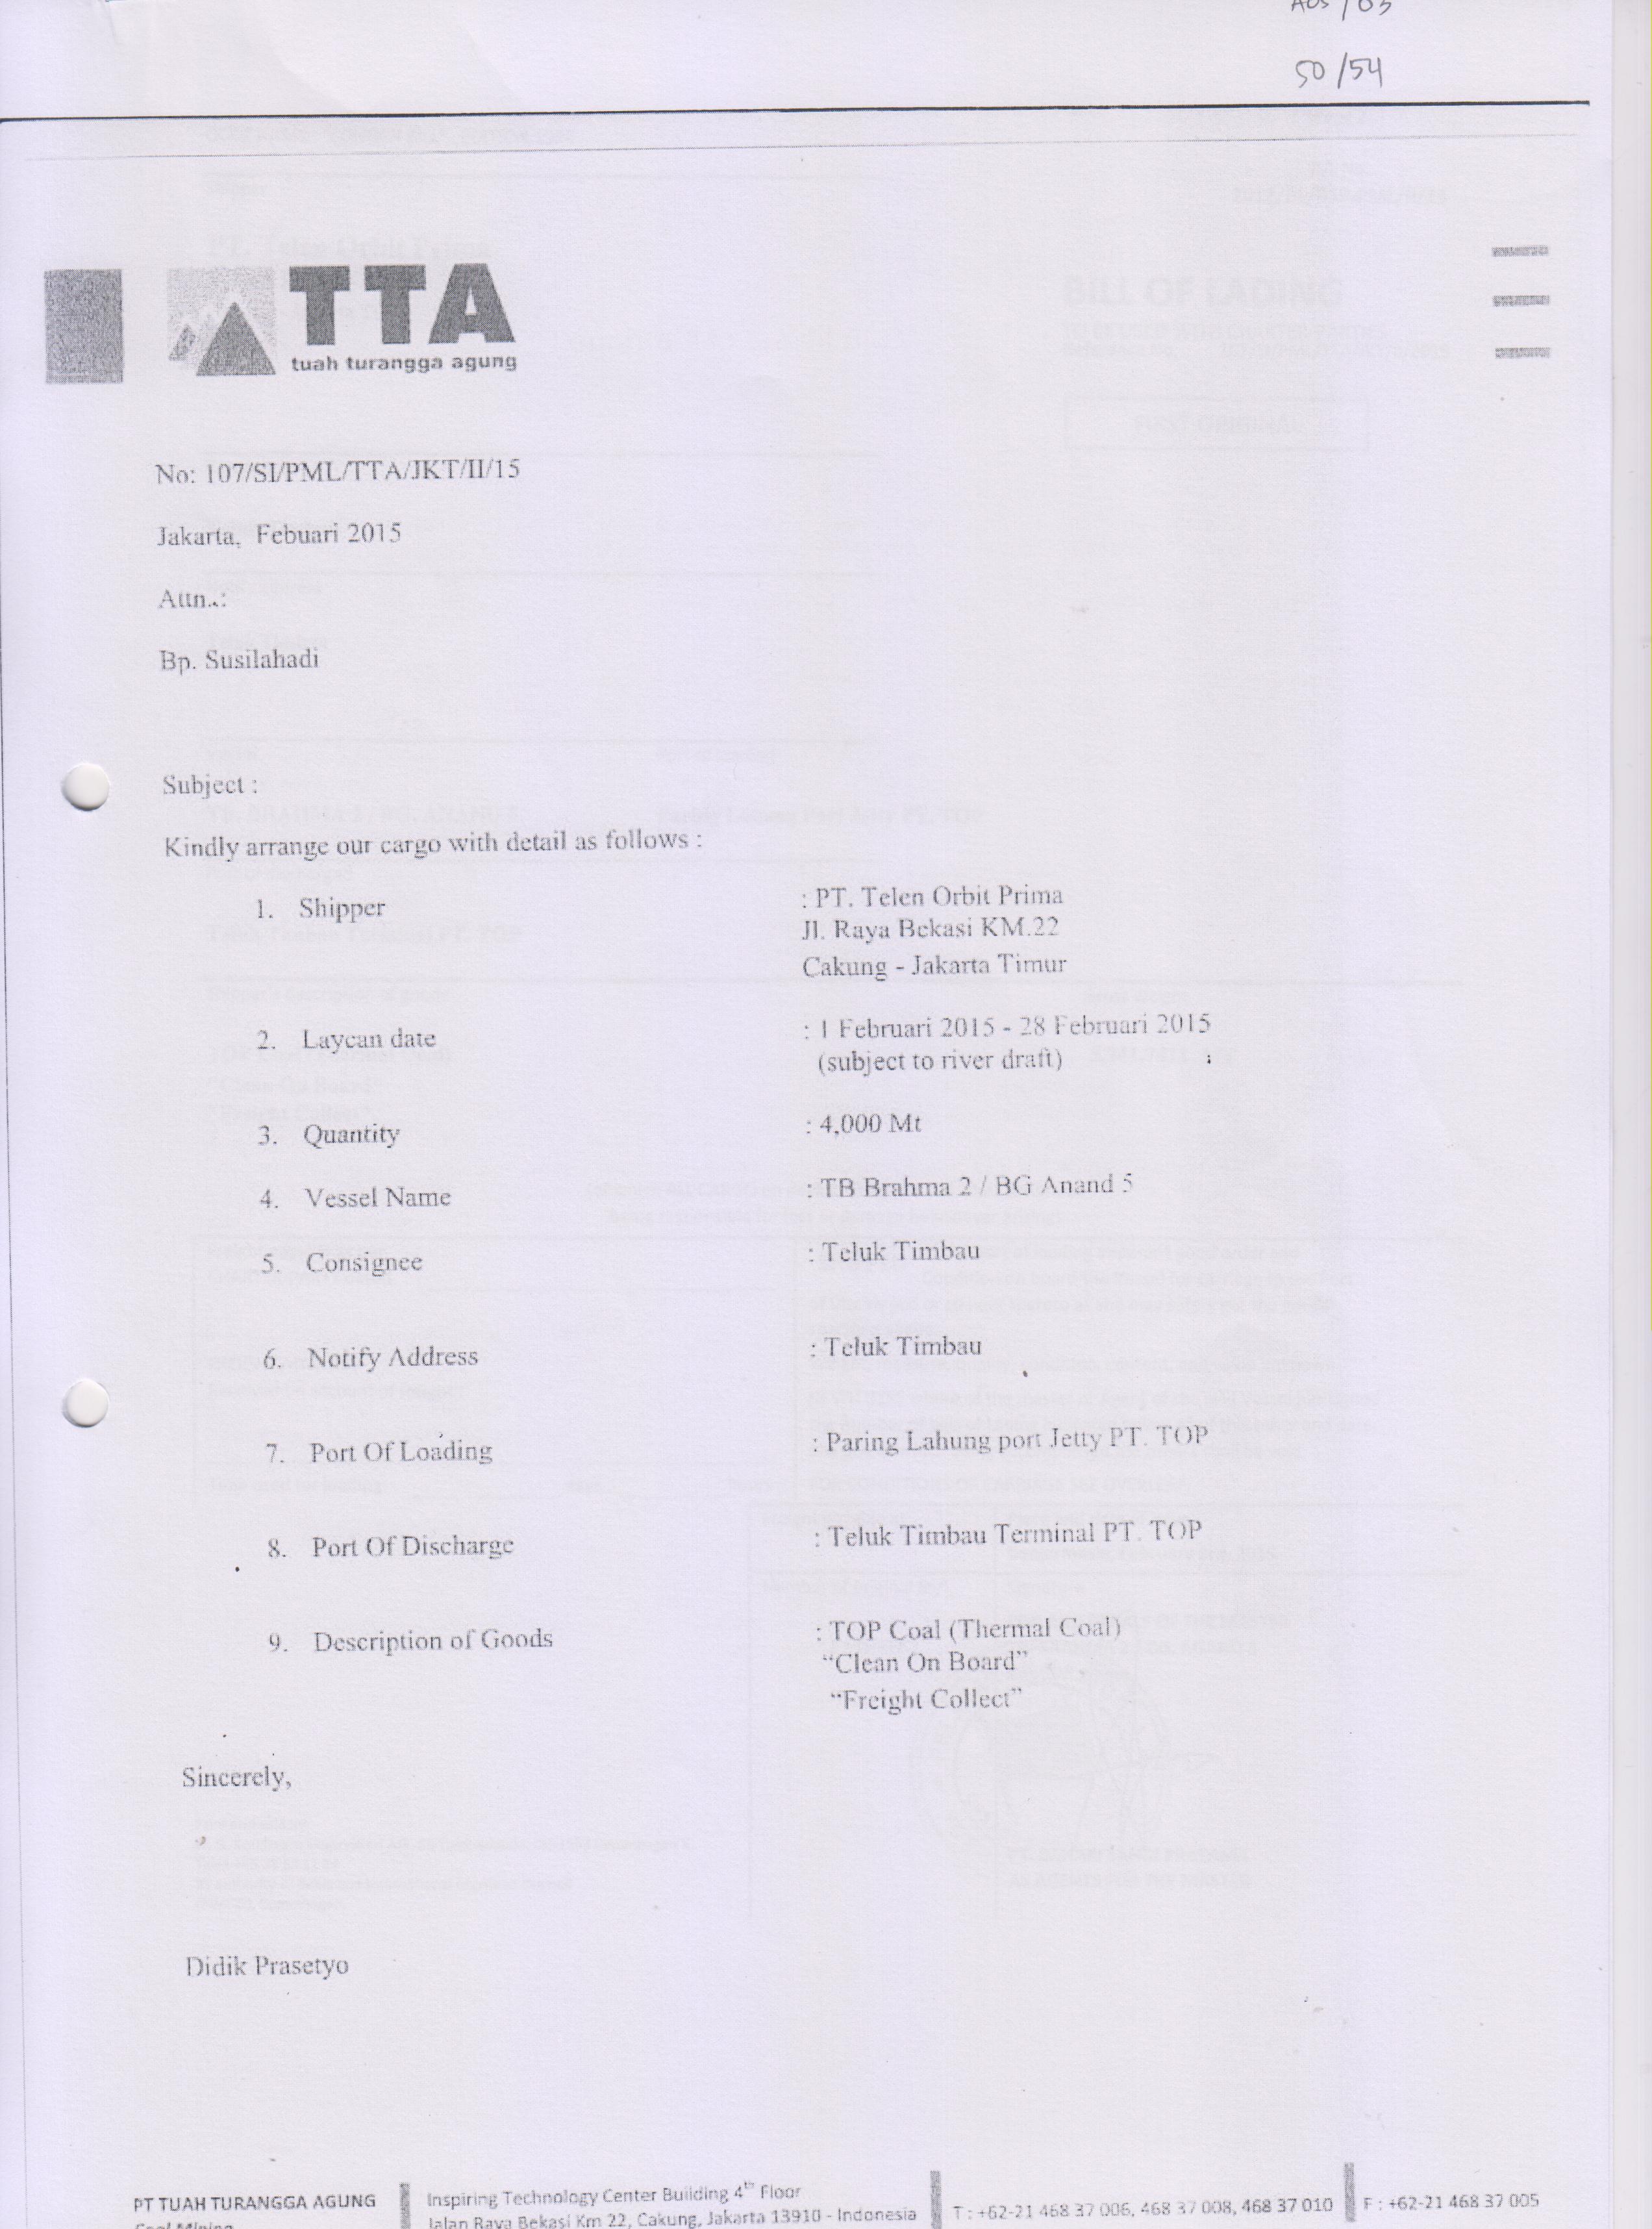 50/54
TTA
tuah turangga agung
No: 107/SI/PML/TTA/JKT/II/15
Jakarta, Febuari 2015
Attn..:
Bp. Susilahadi
Subject :
Kindly arrange our cargo with detail as follows :
1. Shipper : PT. Telen Orbit Prima
Jl. Raya Bekasi KM.22
Cakung - Jakarta Timur
2. Laycan date : 1 Februari 2015 - 28 Februari 2015
(subject to river draft)
3. Quantity : 4,000 Mt
4. Vessel Name : TB Brahma 2 / BG Anand 5
5. Consignee : Teluk Timbau
6. Notify Address : Teluk Timbau
7. Port Of Loading : Paring Lahung port Jetty PT. TOP
8. Port Of Discharge : Teluk Timbau Terminal PT. TOP
9. Description of Goods : TOP Coal (Thermal Coal)
“Clean On Board”
“Freight Collect”
Sincerely,
Didik Prasetyo
PT TUAH TURANGGA AGUNG
Coal Mining
Inspiring Technology Center Building 4th Floor
Jalan Raya Bekasi Km 22, Cakung, Jakarta 13910 - Indonesia
T : +62-21 468 37 006, 468 37 008, 468 37 010
F : +62-21 468 37 005